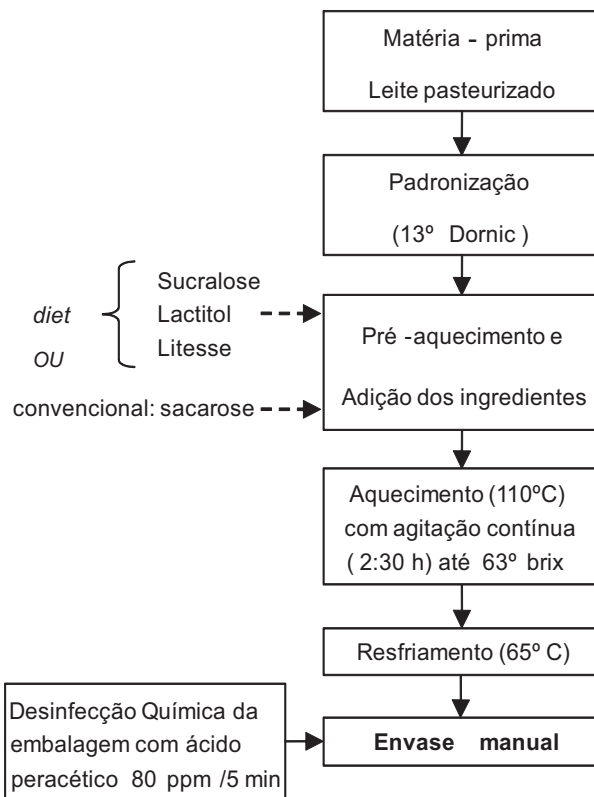 Matéria - prima
Leite pasteurizado
Padronização
(13º Dornic )
diet
OU
Sucralose
Lactitol
Litesse
convencional: sacarose
Pré -aquecimento e
Adição dos ingredientes
Aquecimento (110ºC)
com agitação contínua
( 2:30 h) até 63º brix
Resfriamento (65º C)
Desinfecção Química da
embalagem com ácido
peracético 80 ppm /5 min
Envase manual